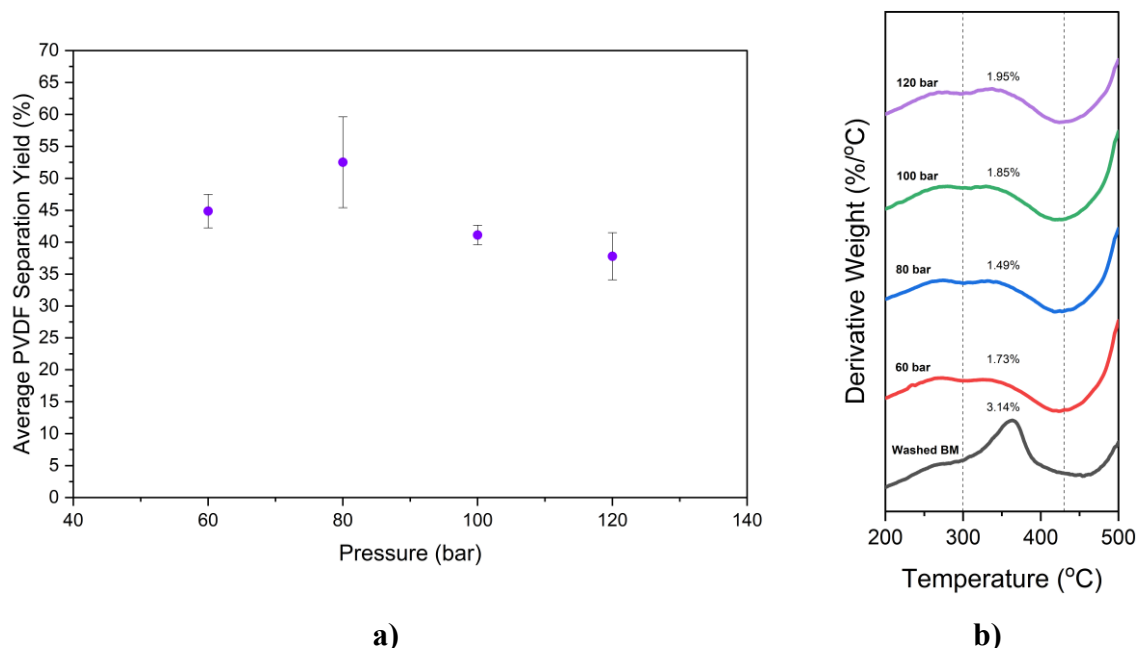 Average PVDF Separation Yield (%)
70
65
60
55
50
45
40
35
30
25
20
15
10
5
0
40
60
80
100
120
140
Pressure (bar)
a)
Derivative Weight (%/°C)
120 bar
1.95%
100 bar
1.85%
80 bar
1.49%
60 bar
1.73%
3.14%
Washed BM
200
300
400
500
Temperature (°C)
b)